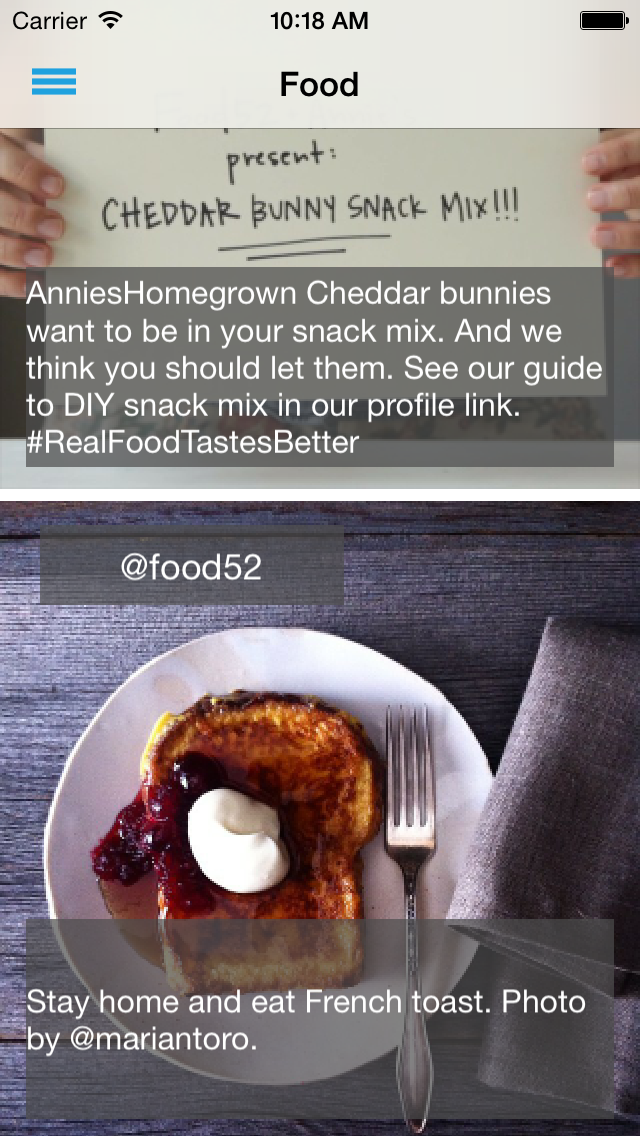 Carrier 10:18 AM
Food
present:
CHEDDAR BUNNY SNACK MIX!!!
AnniesHomegrown Cheddar bunnies
want to be in your snack mix. And we
think you should let them. See our guide
to DIY snack mix in our profile link.
#RealFoodTastesBetter
@food52
Stay home and eat French toast. Photo
by @mariantoro.